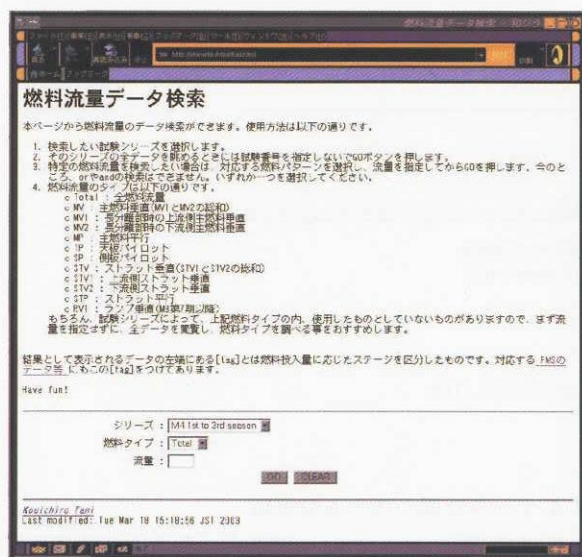 燃料流量データ検索
本ページから燃料流量のデータ検索ができます。使用方法は以下の通りです。
1. 検索したい試験シリーズを選択します。
2. そのシリーズの全データを眺めるときには試験番号を指定しないでGOボタンを押します。
3. 特定の燃料流量を検索したい場合は、対応する燃料パターンを選択し、流量を指定してからGOを押します。今のと
ころ、orやandの検索はできません。いずれか一つを選択してください。
4. 燃料流量のタイプは以下の通りです。
o Total : 全燃料流量
o MV : 主燃料垂直(MV1とMV2の総和)
o MV1 : 長分離部時の上流側主燃料垂直
o MV2 : 長分離部時の下流側主燃料垂直
o MP : 主燃料平行
o TP : 天板パイロット
o SP : 側板パイロット
o STV : ストラット垂直(STV1とSTV2の総和)
o STV1 : 上流側ストラット垂直
o STV2 : 下流側ストラット垂直
o STP : ストラット平行
o RV1 : ランプ垂直(M8第7期以降)
もちろん、試験シリーズによって、上記燃料タイプの内、使用したものとしていないものがありますので、まず流
量を指定せずに、全データを閲覧し、燃料タイプを調べる事をおすすめします。
結果として表示されるデータの左端にある[tag]とは燃料投入量に応じたステージを区分したものです。対応する FMSの
データ等 にもこの[tag]をつけてあります。
Have fun!
シリーズ : M4 1st to 3rd season
燃料タイプ : Total
流量 :
GO CLEAR
Kouichiro Tani
Last modified: Tue Mar 18 15:18:56 JST 2003